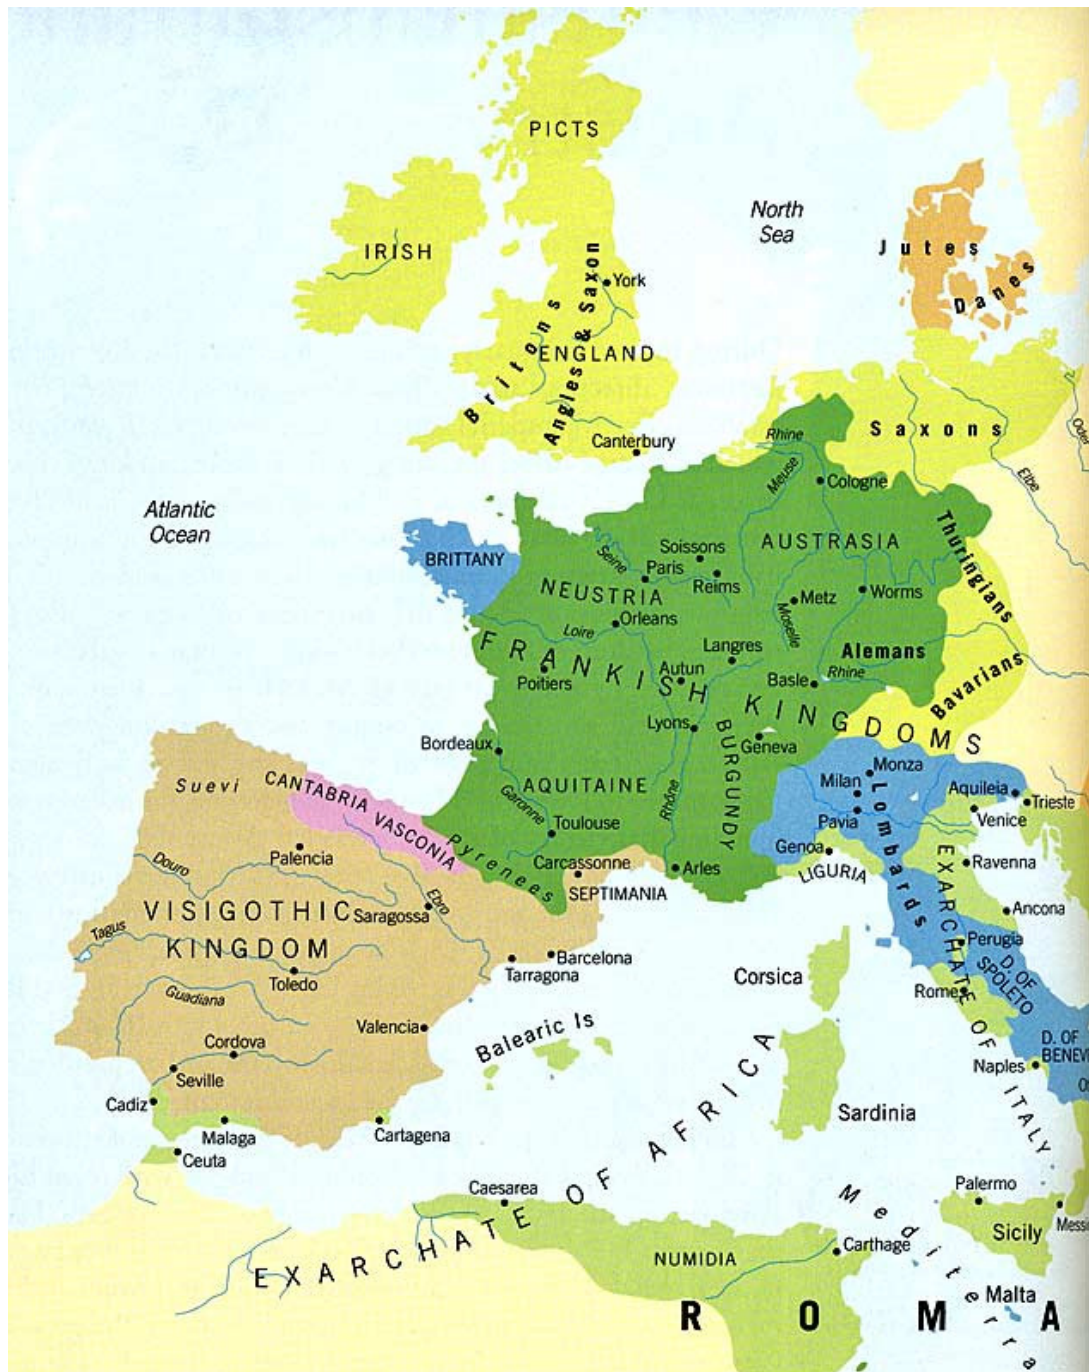 PICTS
North
Sea
IRISH
Jutes
Danes
York
Britons
Angles & Saxon
ENGLAND
Canterbury
Saxons
Oder
Elbe
Rhine
Meuse
Cologne
Atlantic
Ocean
BRITTANY
Seine
Soissons
Paris
Reims
AUSTRASIA
Thuringians
NEUSTRIA
Metz
Worms
Moselle
Orleans
Loire
Langres
Alemans
FRANKISH KINGDOMS
Poitiers
Autun
Basle
Rhine
Bavarians
Lyons
BURGUNDY
Geneva
Bordeaux
AQUITAINE
Garonne
Rhône
Toulouse
Monza
Milan
Pavia
Lombards
Aquileia
Trieste
Venice
Genoa
LIGURIA
Ravenna
Suevi
CANTABRIA
VASCONIA
Pyrenees
Carcassonne
Arles
SEPTIMANIA
Palencia
Douro
VISIGOTHIC
KINGDOM
Saragossa
Ebro
Tagus
Toledo
Guadiana
Barcelona
Tarragona
Valencia
Cordova
Seville
Cadiz
Malaga
Cartagena
Ceuta
Balearic Is
Corsica
Sardinia
EXARCHATE OF ITALY
Ancona
Perugia
D. OF
SPOLETO
Rome
D. OF
BENEV
Naples
EXARCHATE OF AFRICA
Caesarea
NUMIDIA
Carthage
Palermo
Messi
Sicily
Malta
Mediterra
ROMA